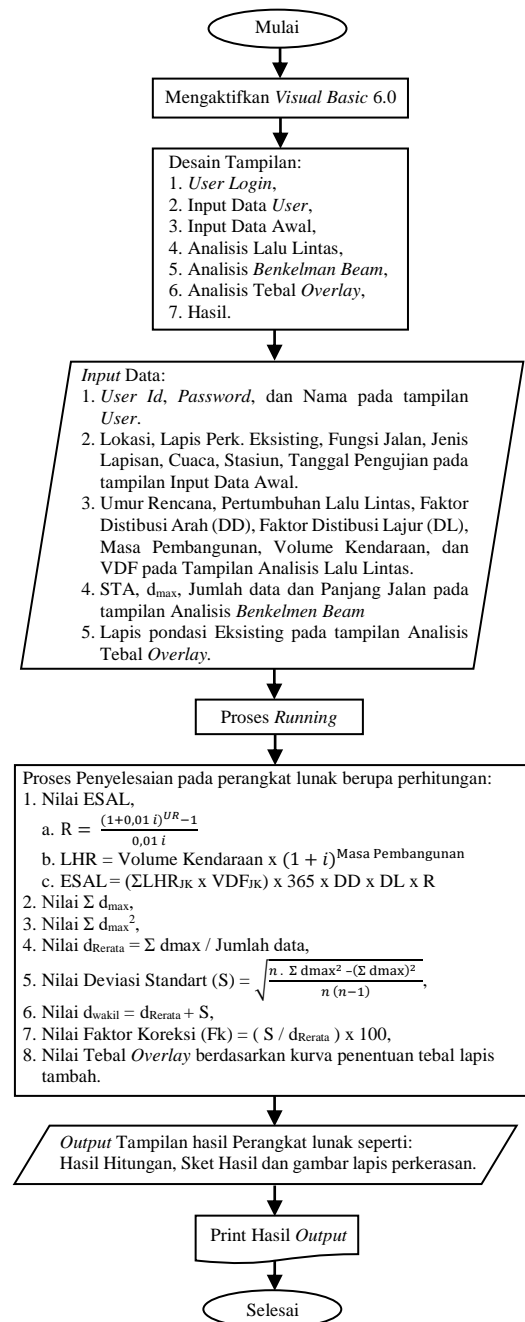 Mulai
Mengaktifkan Visual Basic 6.0
Desain Tampilan:
1. User Login,
2. Input Data User,
3. Input Data Awal,
4. Analisis Lalu Lintas,
5. Analisis Benkelman Beam,
6. Analisis Tebal Overlay,
7. Hasil.
Input Data:
1. User Id, Password, dan Nama pada tampilan
User.
2. Lokasi, Lapis Perk. Eksisting, Fungsi Jalan, Jenis
Lapisan, Cuaca, Stasiun, Tanggal Pengujian pada
tampilan Input Data Awal.
3. Umur Rencana, Pertumbuhan Lalu Lintas, Faktor
Distibusi Arah (DD), Faktor Distibusi Lajur (DL),
Masa Pembangunan, Volume Kendaraan, dan
VDF pada Tampilan Analisis Lalu Lintas.
4. STA, dmax, Jumlah data dan Panjang Jalan pada
tampilan Analisis Benkelmen Beam
5. Lapis pondasi Eksisting pada tampilan Analisis
Tebal Overlay.
Proses Running
Proses Penyelesaian pada perangkat lunak berupa perhitungan:
1. Nilai ESAL,
a. R = ((1+0,01 i)^UR −1) / (0,01 i)
b. LHR = Volume Kendaraan x (1 + i)^Masa Pembangunan
c. ESAL = (ΣLHRJK x VDFJK) x 365 x DD x DL x R
2. Nilai Σ dmax,
3. Nilai Σ dmax²,
4. Nilai dRerata = Σ dmax / Jumlah data,
5. Nilai Deviasi Standart (S) = √((n . Σ dmax² −(Σ dmax)²) / (n (n−1))),
6. Nilai dwakil = dRerata + S,
7. Nilai Faktor Koreksi (Fk) = ( S / dRerata ) x 100,
8. Nilai Tebal Overlay berdasarkan kurva penentuan tebal lapis
tambah.
Output Tampilan hasil Perangkat lunak seperti:
Hasil Hitungan, Sket Hasil dan gambar lapis perkerasan.
Print Hasil Output
Selesai